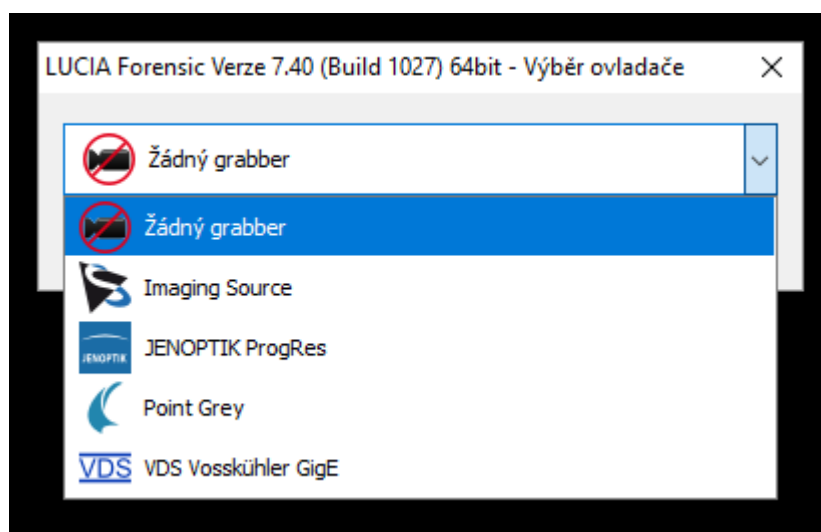 LUCIA Forensic Verze 7.40 (Build 1027) 64bit - Výběr ovladače
Žádný grabber
Žádný grabber
Imaging Source
JENOPTIK
JENOPTIK ProgRes
Point Grey
VDS
VDS Vosskühler GigE